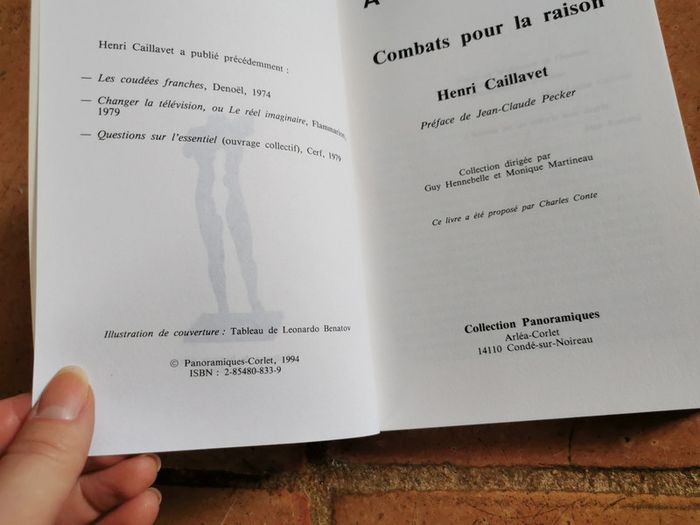 Henri Caillavet a publié précédemment :
— Les coudées franches, Denoël, 1974
— Changer la télévision, ou Le réel imaginaire, Flammarion,
1979
— Questions sur l'essentiel (ouvrage collectif), Cerf, 1979
Illustration de couverture : Tableau de Leonardo Benatov
© Panoramiques-Corlet, 1994
ISBN : 2-85480-833-9
Combats pour la raison
Henri Caillavet
Préface de Jean-Claude Pecker
Collection dirigée par
Guy Hennebelle et Monique Martineau
Ce livre a été proposé par Charles Conte
Collection Panoramiques
Arléa-Corlet
14110 Condé-sur-Noireau